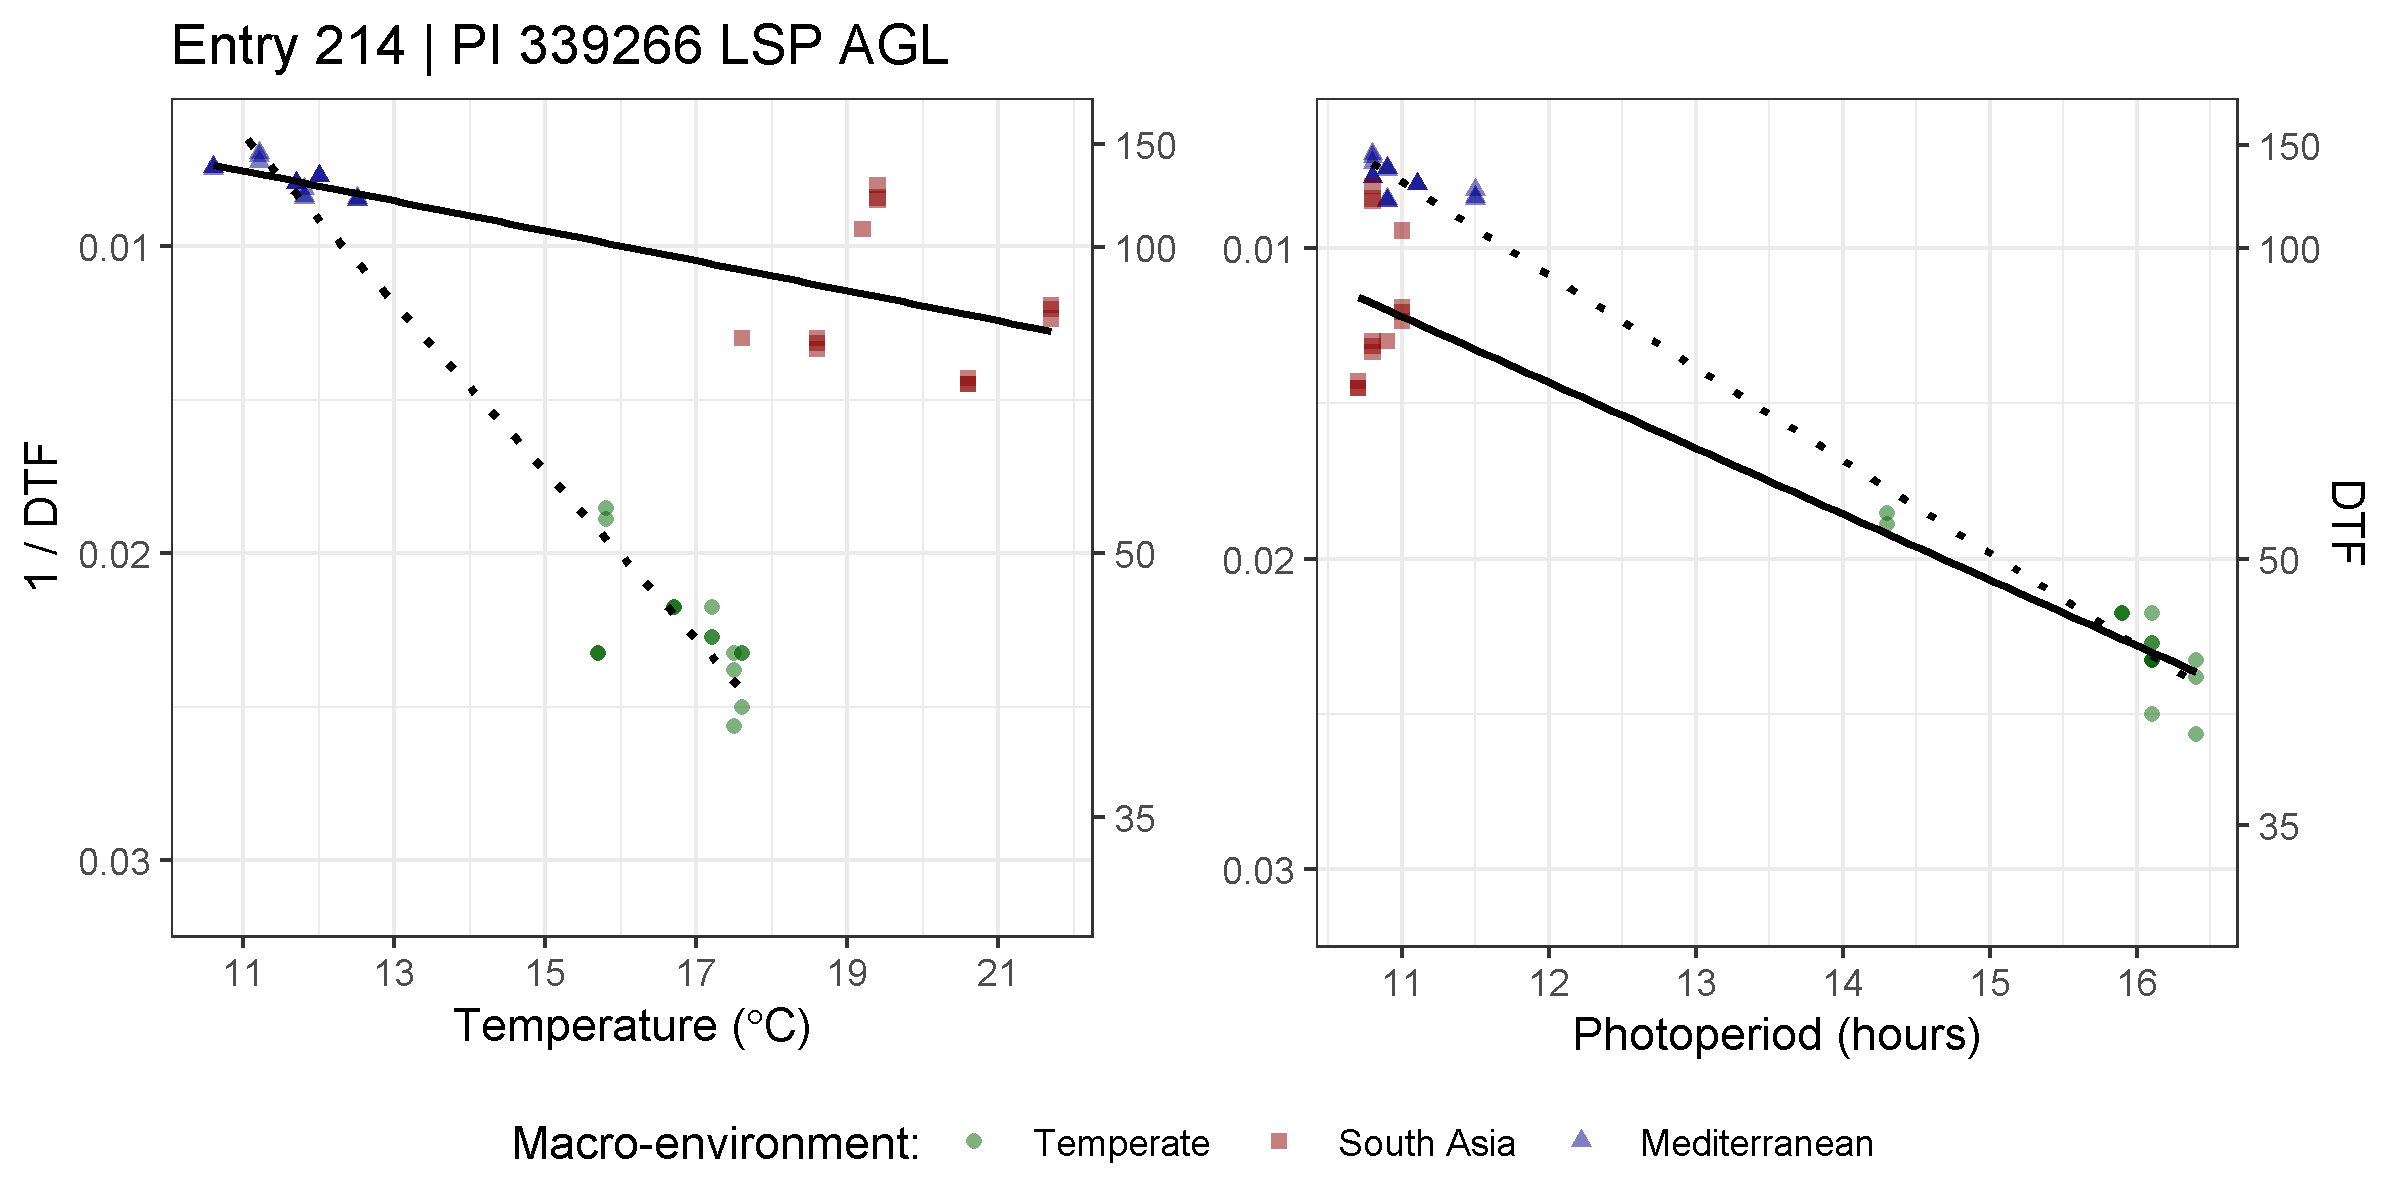 Entry 214 | PI 339266 LSP AGL
1 / DTF
0.01
0.02
0.03
150
100
50
35
11 13 15 17 19 21
Temperature (°C)
0.01
0.02
0.03
150
100
50
35
DTF
11 12 13 14 15 16
Photoperiod (hours)
Macro-environment: Temperate South Asia Mediterranean